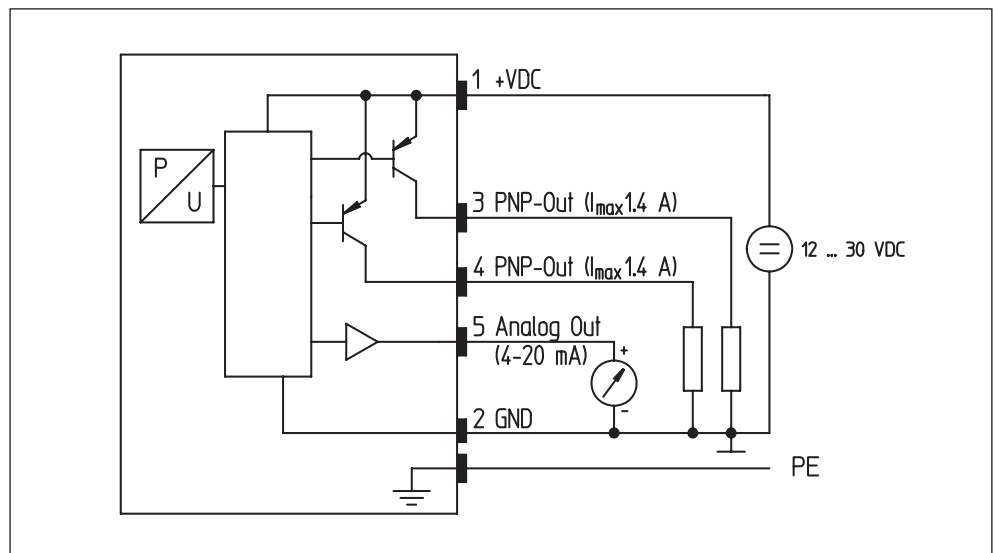 1 +VDC
P
U
3 PNP-Out (Imax1.4 A)
12 ... 30 VDC
4 PNP-Out (Imax1.4 A)
5 Analog Out
(4-20 mA)
+
-
2 GND
PE